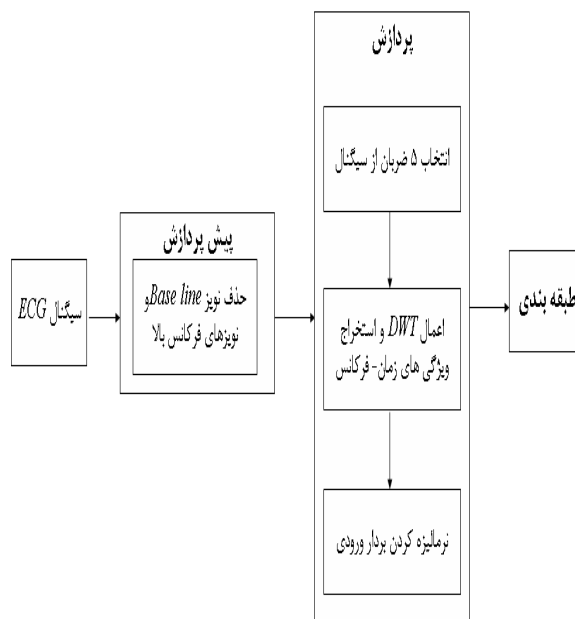 سیگنال ECG
پیش پردازش
حذف نویز Base line و
نویزهای فرکانس بالا
پردازش
انتخاب ۵ ضربان از سیگنال
اعمال DWT و استخراج
ویژگی های زمان- فرکانس
نرمالیزه کردن بردار ورودی
طبقه بندی